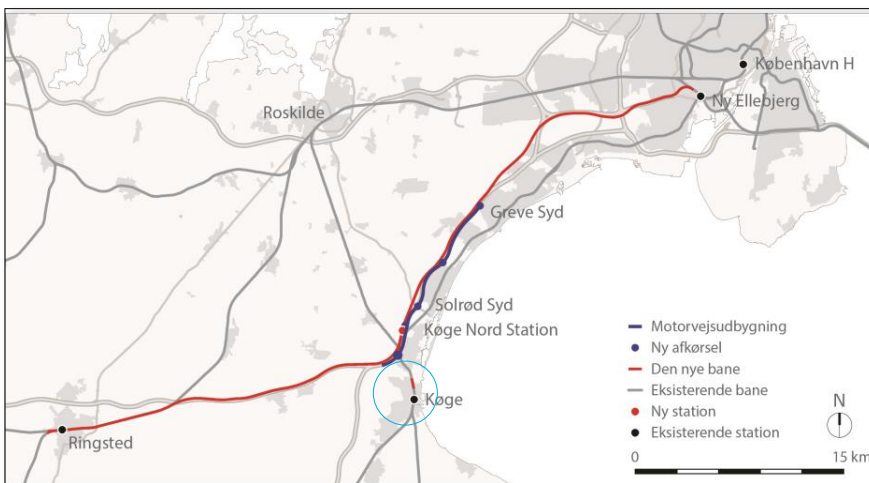 København H
Ny Ellebjerg
Roskilde
Greve Syd
Solrød Syd
Køge Nord Station
Køge
Ringsted
Motorvejsudbygning
Ny afkørsel
Den nye bane
Eksisterende bane
Ny station
Eksisterende station
N
0 15 km